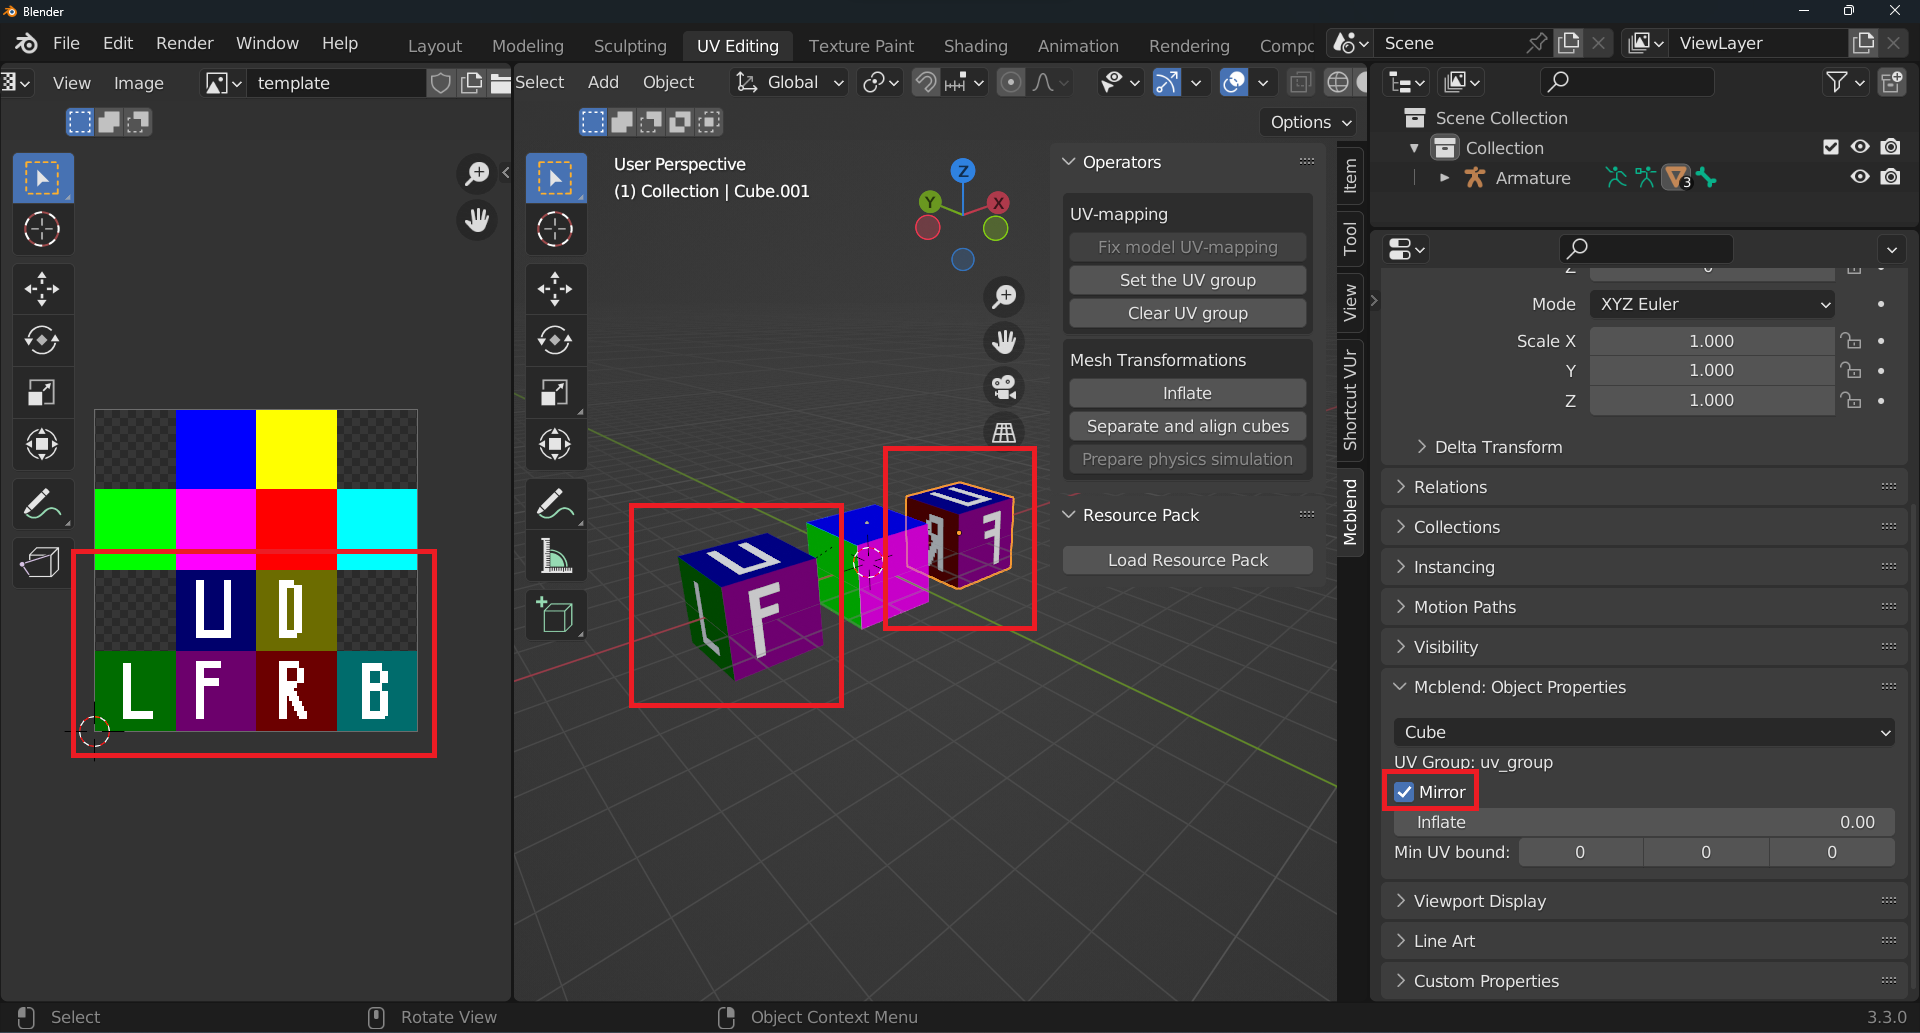 Blender
File Edit Render Window Help
Layout Modeling Sculpting UV Editing Texture Paint Shading Animation Rendering Compc
Scene
ViewLayer
View Image
template
Select Add Object
Global
Options
User Perspective
(1) Collection | Cube.001
Z
Y
X
Operators
UV-mapping
Fix model UV-mapping
Set the UV group
Clear UV group
Mesh Transformations
Inflate
Separate and align cubes
Prepare physics simulation
Resource Pack
Load Resource Pack
Item
Tool
View
Shortcut VUr
Mcblend
U D
L F R B
U
L F
U
R F
Scene Collection
Collection
Armature
3
Z 0
Mode XYZ Euler
Scale X 1.000
Y 1.000
Z 1.000
Delta Transform
Relations
Collections
Instancing
Motion Paths
Visibility
Mcblend: Object Properties
Cube
UV Group: uv_group
Mirror
Inflate 0.00
Min UV bound: 0 0 0
Viewport Display
Line Art
Custom Properties
Select
Rotate View
Object Context Menu
3.3.0